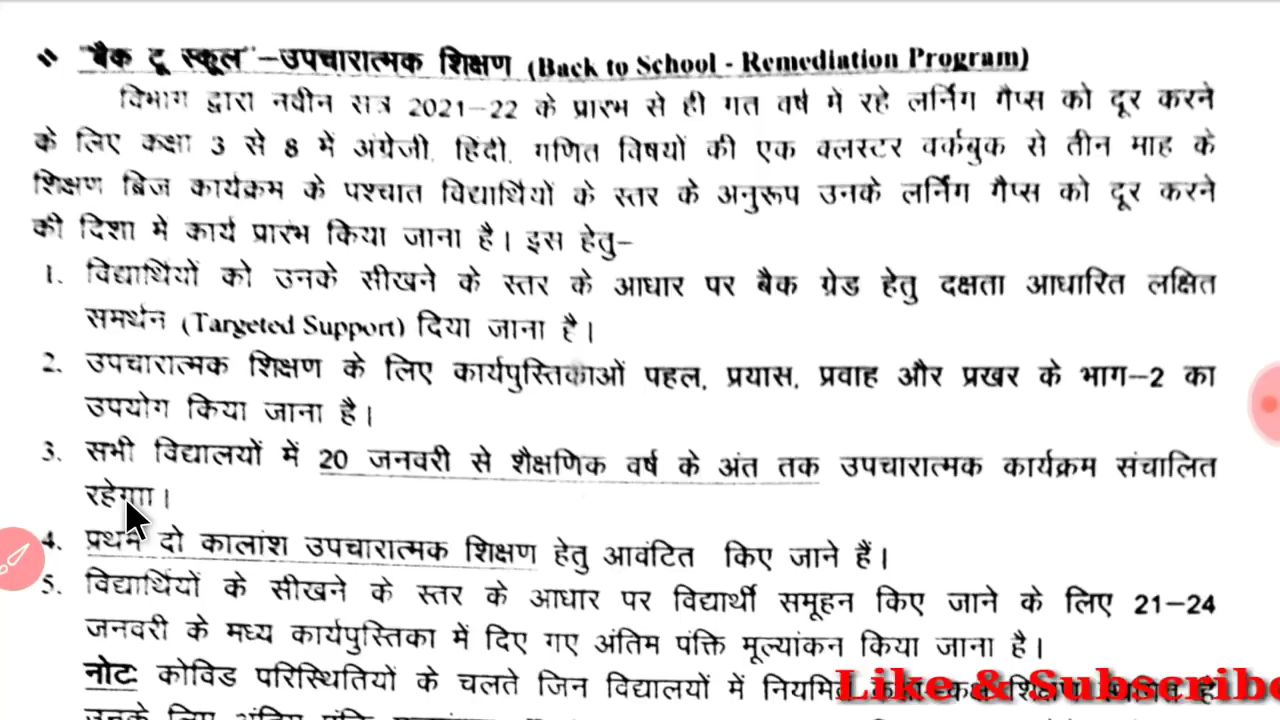 "बैक टू स्कूल"–उपचारात्मक शिक्षण (Back to School - Remediation Program)
विभाग द्वारा नवीन सत्र 2021–22 के प्रारम्भ से ही गत वर्ष में रहे लर्निंग गैप्स को दूर करने
के लिए कक्षा 3 से 8 में अंग्रेजी, हिंदी, गणित विषयों की एक क्लस्टर वर्कबुक से तीन माह के
शिक्षण ब्रिज कार्यक्रम के पश्चात विद्यार्थियों के स्तर के अनुरूप उनके लर्निंग गैप्स को दूर करने
की दिशा में कार्य प्रारंभ किया जाना है। इस हेतु–
1. विद्यार्थियों को उनके सीखने के स्तर के आधार पर बैक ग्रेड हेतु दक्षता आधारित लक्षित
समर्थन (Targeted Support) दिया जाना है।
2. उपचारात्मक शिक्षण के लिए कार्यपुस्तिकाओं पहल, प्रयास, प्रवाह और प्रखर के भाग–2 का
उपयोग किया जाना है।
3. सभी विद्यालयों में 20 जनवरी से शैक्षणिक वर्ष के अंत तक उपचारात्मक कार्यक्रम संचालित
रहेगाा।
4. प्रथम दो कालांश उपचारात्मक शिक्षण हेतु आवंटित किए जाने हैं।
5. विद्यार्थियों के सीखने के स्तर के आधार पर विद्यार्थी समूहन किए जाने के लिए 21–24
जनवरी के मध्य कार्यपुस्तिका में दिए गए अंतिम पंक्ति मूल्यांकन किया जाना है।
नोटः कोविड परिस्थितियों के चलते जिन विद्यालयों में
Like & Subscribe
उनके लिए अंतिम पंक्ति